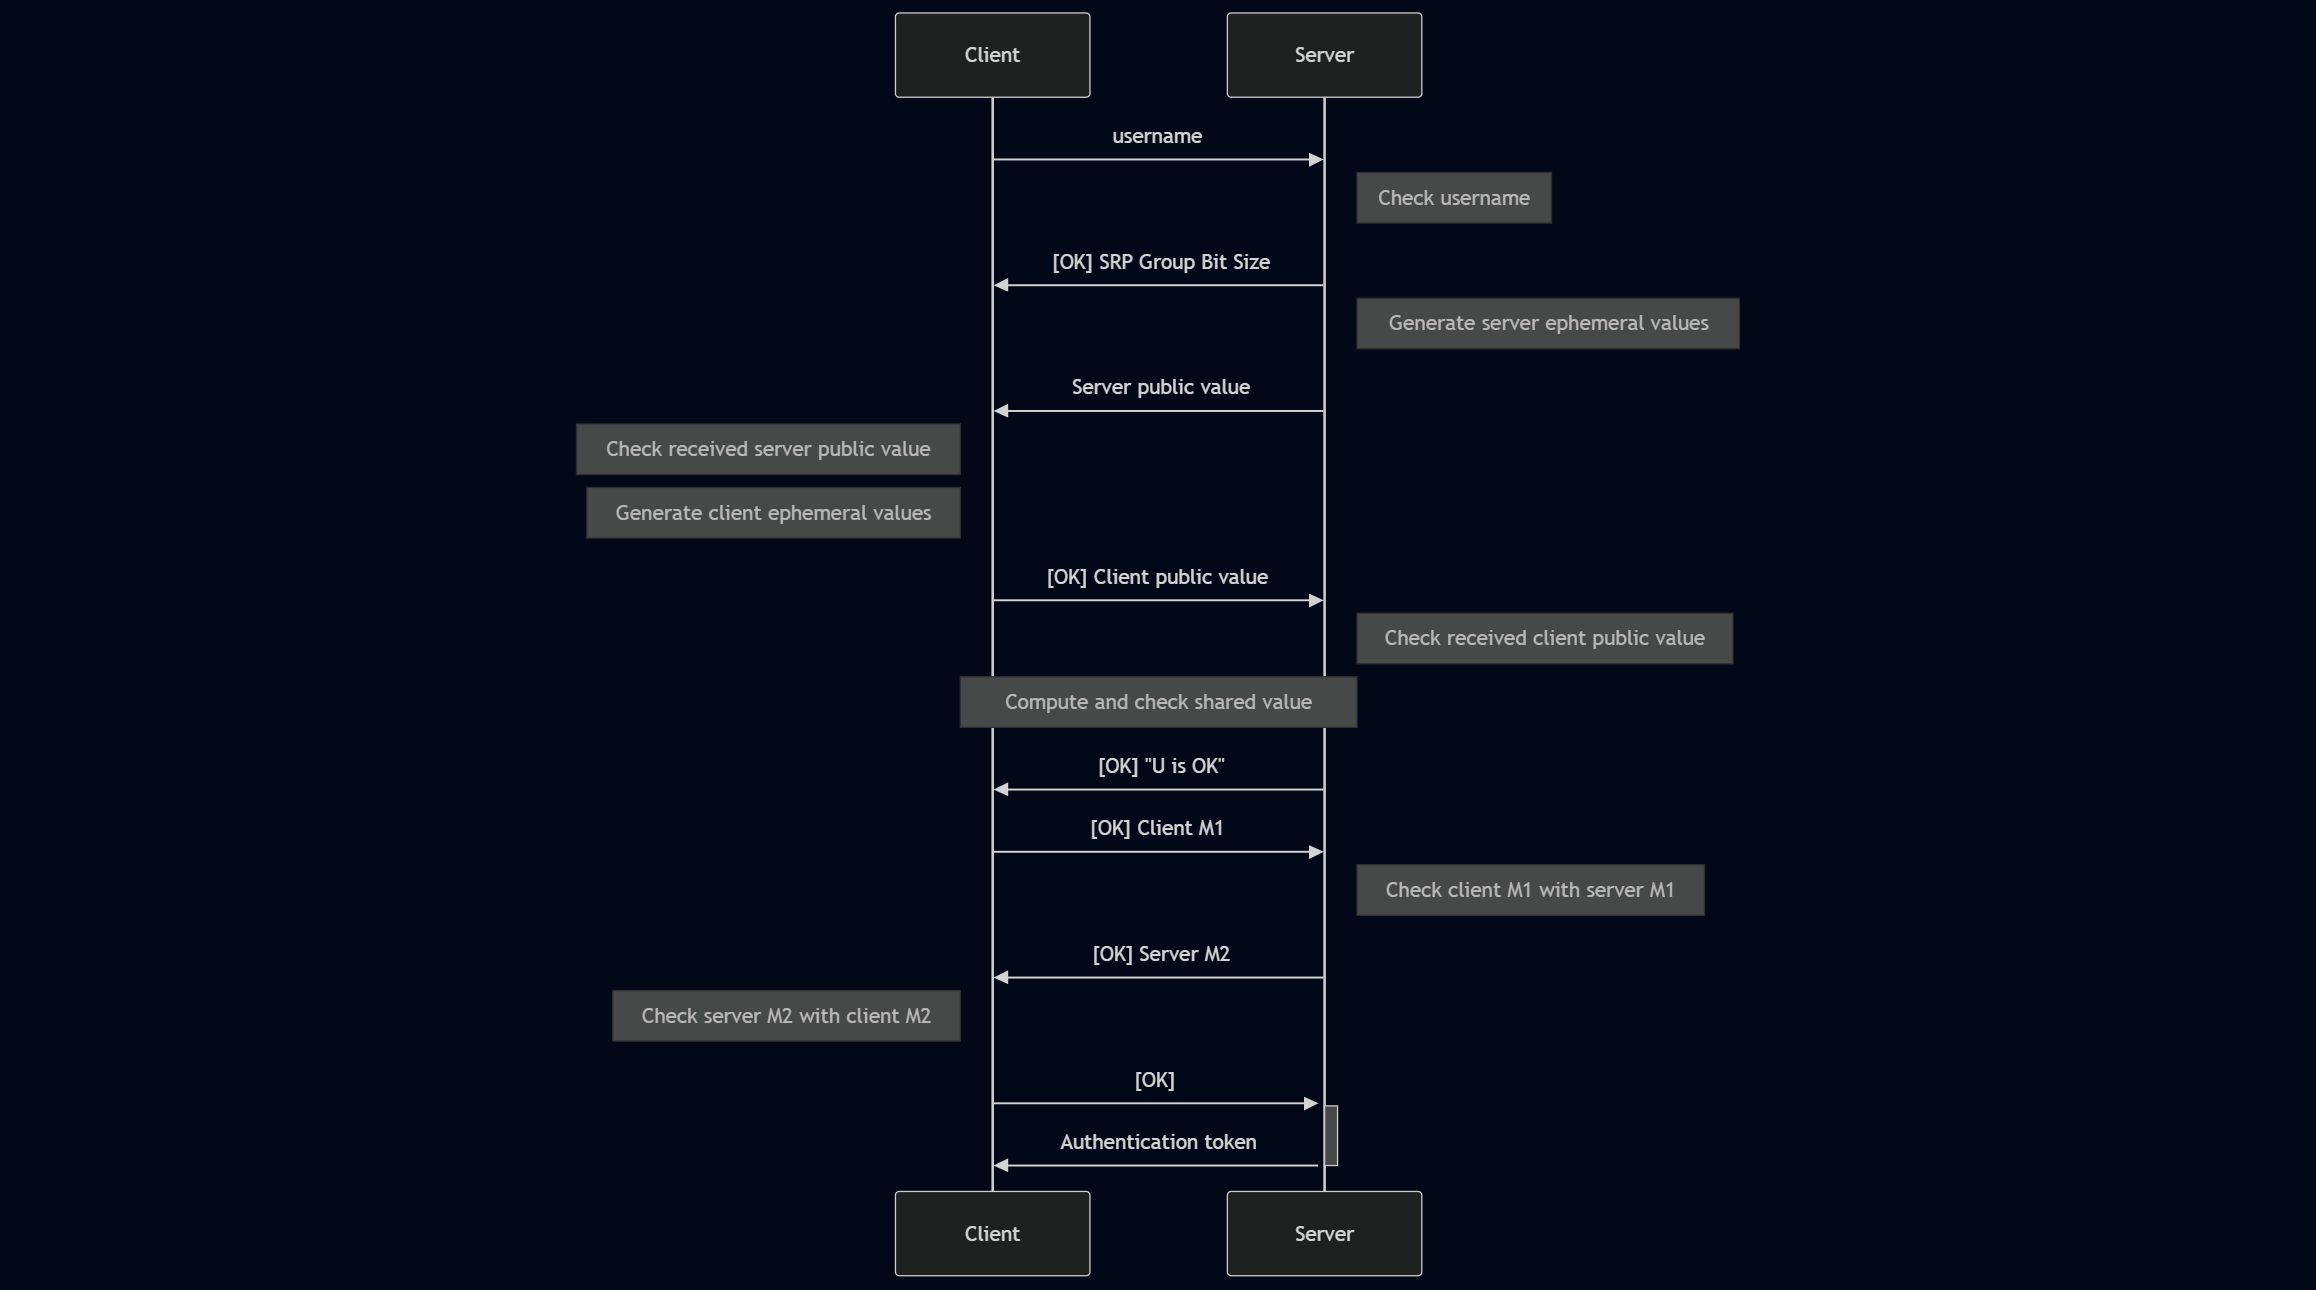 Client
Server
username
Check username
[OK] SRP Group Bit Size
Generate server ephemeral values
Server public value
Check received server public value
Generate client ephemeral values
[OK] Client public value
Check received client public value
Compute and check shared value
[OK] "U is OK"
[OK] Client M1
Check client M1 with server M1
[OK] Server M2
Check server M2 with client M2
[OK]
Authentication token
Client
Server